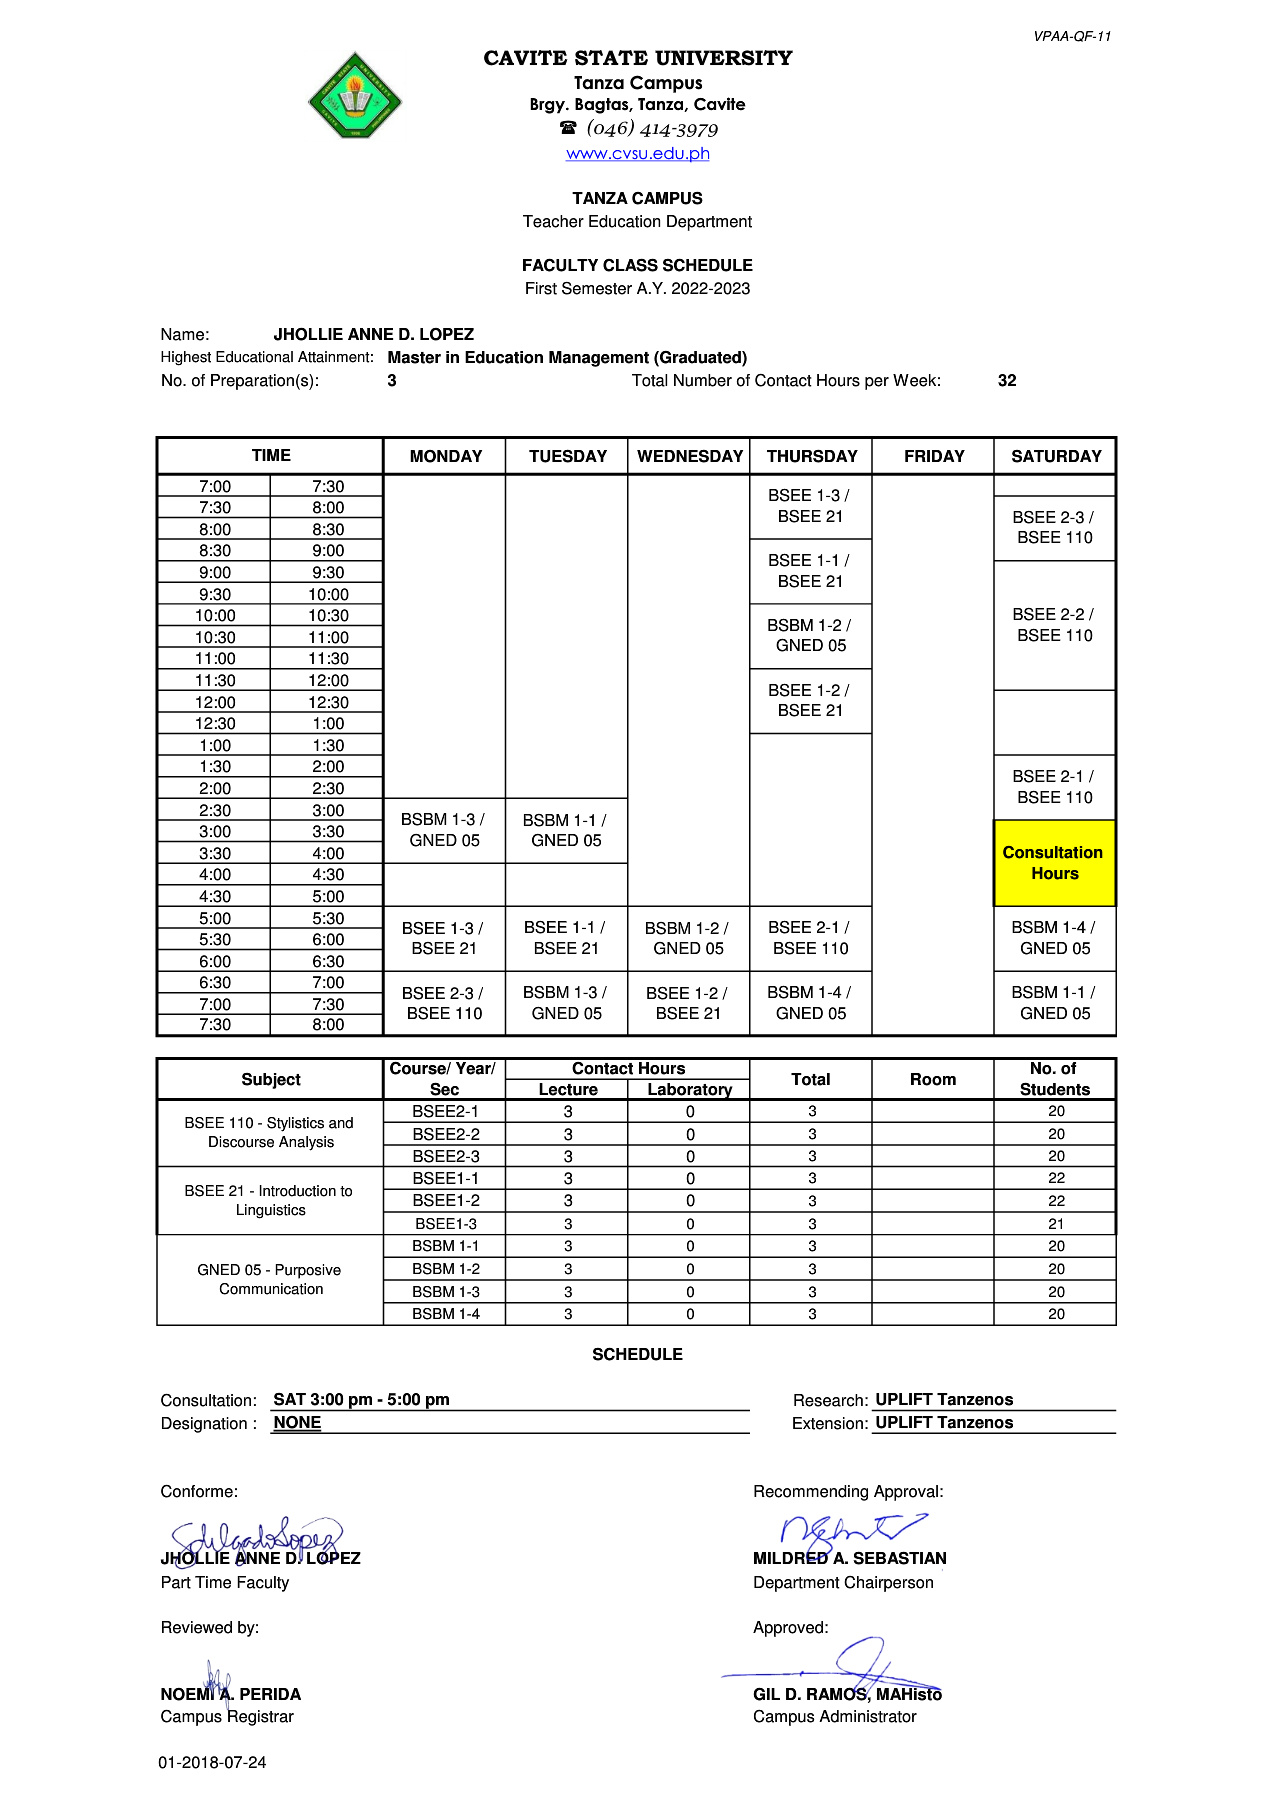 VPAA-QF-11
CAVITE STATE UNIVERSITY
Tanza Campus
Brgy. Bagtas, Tanza, Cavite
☎ (046) 414-3979
www.cvsu.edu.ph
TANZA CAMPUS
Teacher Education Department
FACULTY CLASS SCHEDULE
First Semester A.Y. 2022-2023
Name: JHOLLIE ANNE D. LOPEZ
Highest Educational Attainment: Master in Education Management (Graduated)
No. of Preparation(s): 3 Total Number of Contact Hours per Week: 32
TIME MONDAY TUESDAY WEDNESDAY THURSDAY FRIDAY SATURDAY
7:00 7:30
7:30 8:00
8:00 8:30
8:30 9:00
9:00 9:30
9:30 10:00
10:00 10:30
10:30 11:00
11:00 11:30
11:30 12:00
12:00 12:30
12:30 1:00
1:00 1:30
1:30 2:00
2:00 2:30
2:30 3:00
3:00 3:30
3:30 4:00
4:00 4:30
4:30 5:00
5:00 5:30
5:30 6:00
6:00 6:30
6:30 7:00
7:00 7:30
7:30 8:00
BSBM 1-3 /
GNED 05
BSEE 1-3 /
BSEE 21
BSEE 2-3 /
BSEE 110
BSBM 1-1 /
GNED 05
BSEE 1-1 /
BSEE 21
BSBM 1-3 /
GNED 05
BSBM 1-2 /
GNED 05
BSEE 1-2 /
BSEE 21
BSEE 1-3 /
BSEE 21
BSEE 1-1 /
BSEE 21
BSBM 1-2 /
GNED 05
BSEE 1-2 /
BSEE 21
BSEE 2-1 /
BSEE 110
BSBM 1-4 /
GNED 05
BSEE 2-3 /
BSEE 110
BSEE 2-2 /
BSEE 110
BSEE 2-1 /
BSEE 110
Consultation
Hours
BSBM 1-4 /
GNED 05
BSBM 1-1 /
GNED 05
Subject Course/ Year/ Sec Contact Hours Total Room No. of Students
Lecture Laboratory
BSEE 110 - Stylistics and
Discourse Analysis
BSEE2-1 3 0 3 20
BSEE2-2 3 0 3 20
BSEE2-3 3 0 3 20
BSEE 21 - Introduction to
Linguistics
BSEE1-1 3 0 3 22
BSEE1-2 3 0 3 22
BSEE1-3 3 0 3 21
GNED 05 - Purposive
Communication
BSBM 1-1 3 0 3 20
BSBM 1-2 3 0 3 20
BSBM 1-3 3 0 3 20
BSBM 1-4 3 0 3 20
SCHEDULE
Consultation: SAT 3:00 pm - 5:00 pm Research: UPLIFT Tanzenos
Designation : NONE Extension: UPLIFT Tanzenos
Conforme: Recommending Approval:
JHOLLIE ANNE D. LOPEZ MILDRED A. SEBASTIAN
Part Time Faculty Department Chairperson
Reviewed by: Approved:
NOEMI A. PERIDA GIL D. RAMOS, MAHisto
Campus Registrar Campus Administrator
01-2018-07-24